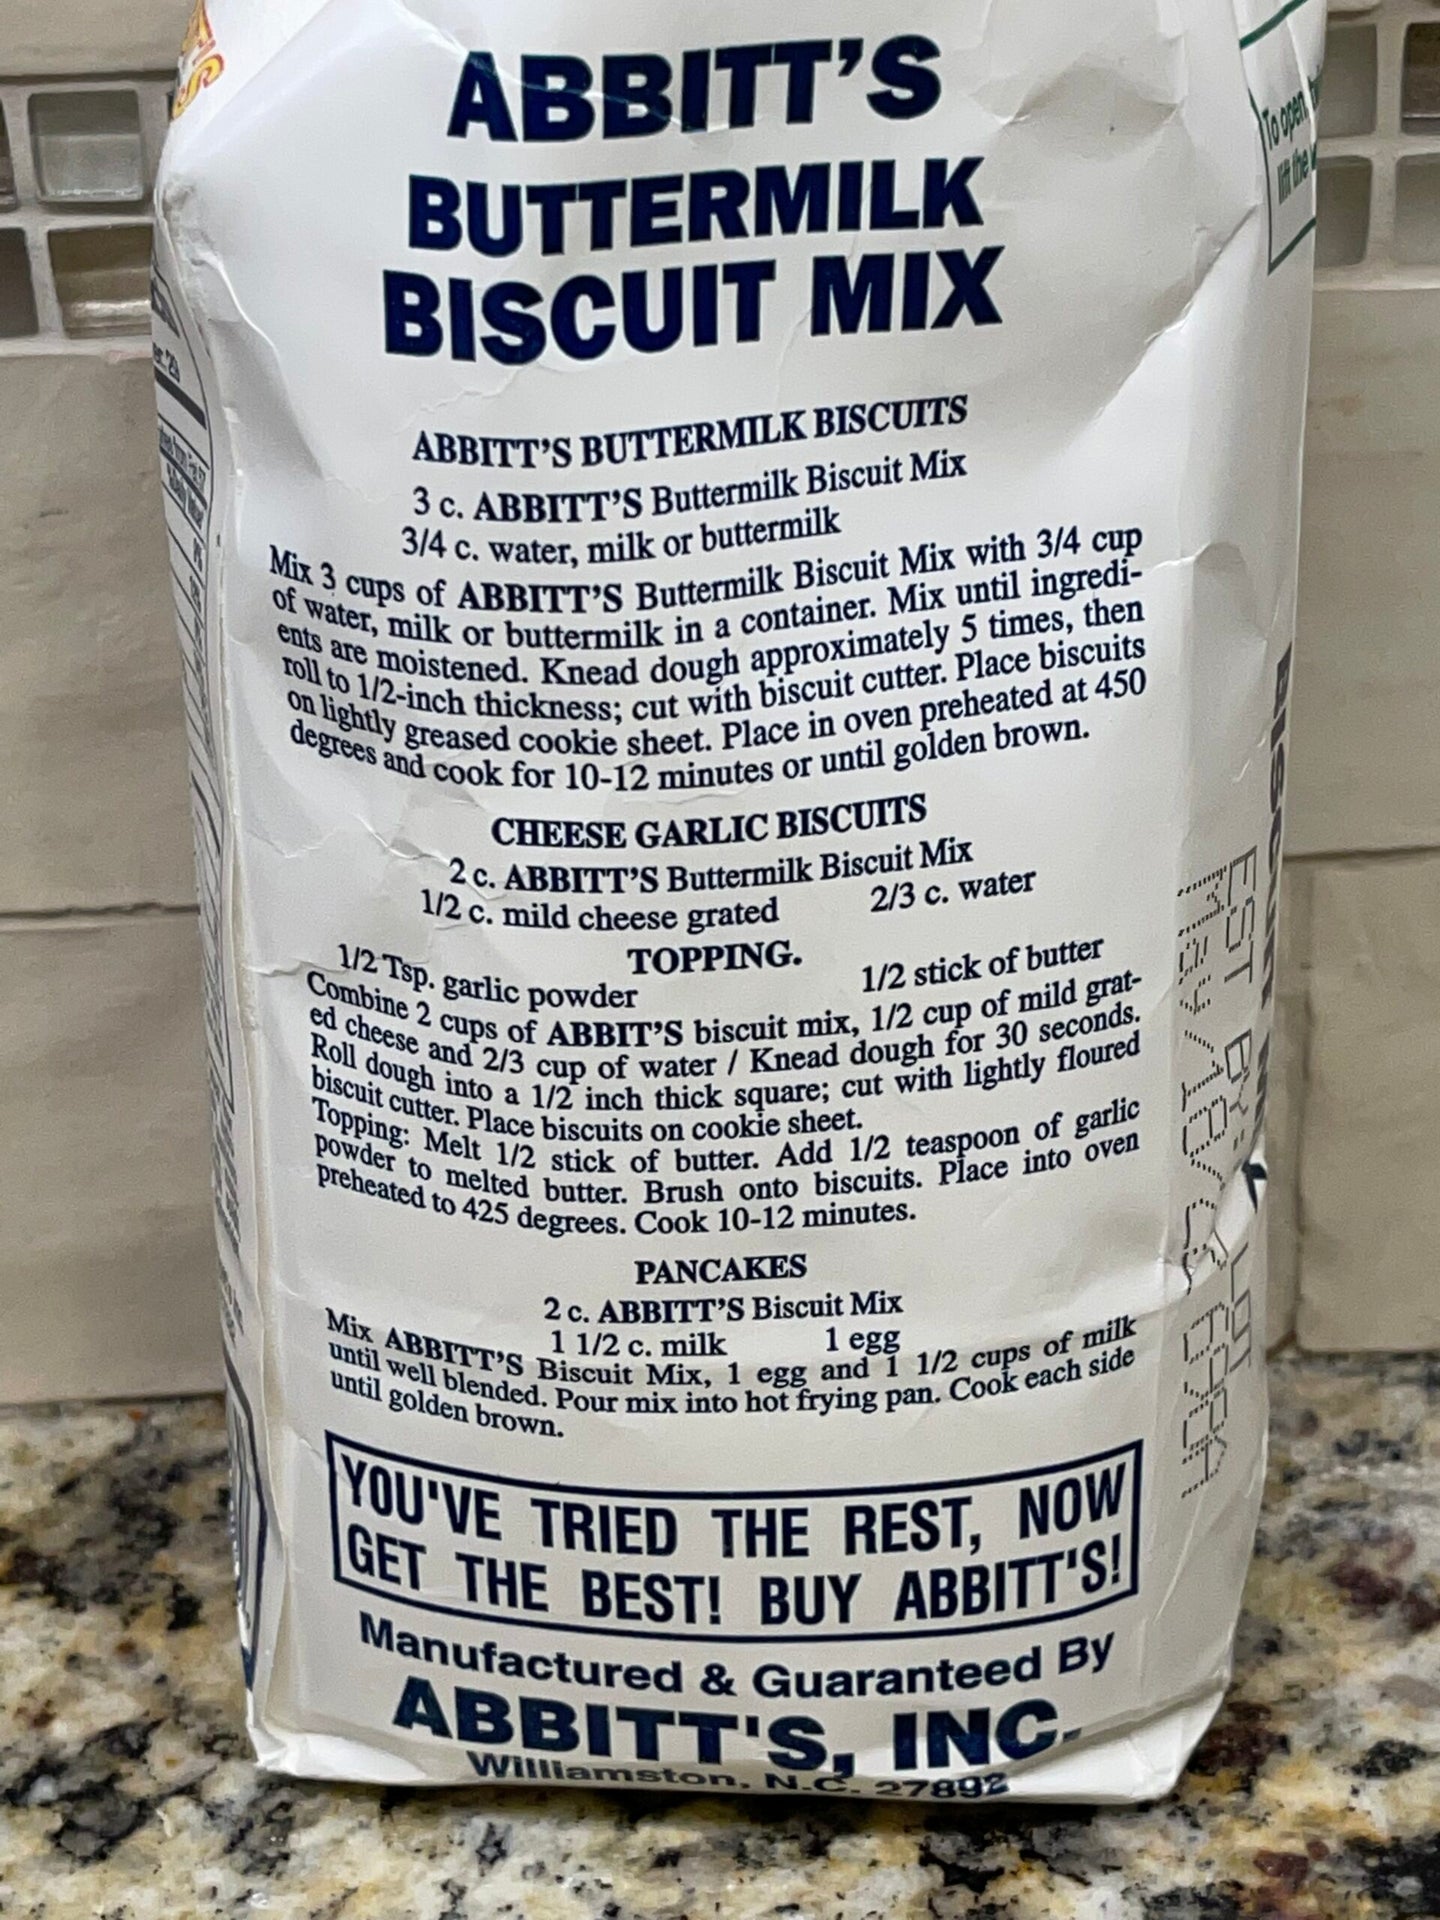 ABBITT'S
BUTTERMILK
BISCUIT MIX
To open,
lift the
ABBITT'S BUTTERMILK BISCUITS
3 c. ABBITT'S Buttermilk Biscuit Mix
3/4 c. water, milk or buttermilk
Mix 3 cups of ABBITT'S Buttermilk Biscuit Mix with 3/4 cup
of water, milk or buttermilk in a container. Mix until ingredi-
ents are moistened. Knead dough approximately 5 times, then
roll to 1/2-inch thickness; cut with biscuit cutter. Place biscuits
on lightly greased cookie sheet. Place in oven preheated at 450
degrees and cook for 10-12 minutes or until golden brown.
CHEESE GARLIC BISCUITS
2 c. ABBITT'S Buttermilk Biscuit Mix
1/2 c. mild cheese grated 2/3 c. water
TOPPING.
1/2 Tsp. garlic powder 1/2 stick of butter
Combine 2 cups of ABBIT'S biscuit mix, 1/2 cup of mild grat-
ed cheese and 2/3 cup of water / Knead dough for 30 seconds.
Roll dough into a 1/2 inch thick square; cut with lightly floured
biscuit cutter. Place biscuits on cookie sheet.
Topping: Melt 1/2 stick of butter. Add 1/2 teaspoon of garlic
powder to melted butter. Brush onto biscuits. Place into oven
preheated to 425 degrees. Cook 10-12 minutes.
PANCAKES
2 c. ABBITT'S Biscuit Mix
1 1/2 c. milk 1 egg
Mix ABBITT'S Biscuit Mix, 1 egg and 1 1/2 cups of milk
until well blended. Pour mix into hot frying pan. Cook each side
until golden brown.
YOU'VE TRIED THE REST, NOW
GET THE BEST! BUY ABBITT'S!
Manufactured & Guaranteed By
ABBITT'S, INC.
Williamston, N.C. 27892